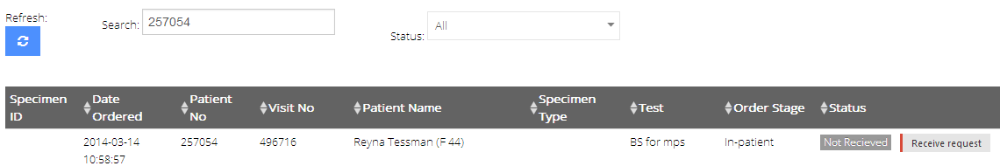 Refresh:
Search: 257054
Status: All
Specimen ID Date Ordered Patient No Visit No Patient Name Specimen Type Test Order Stage Status
2014-03-14 10:58:57 257054 496716 Reyna Tessman (F 44) BS for mps In-patient Not Recieved Receive request